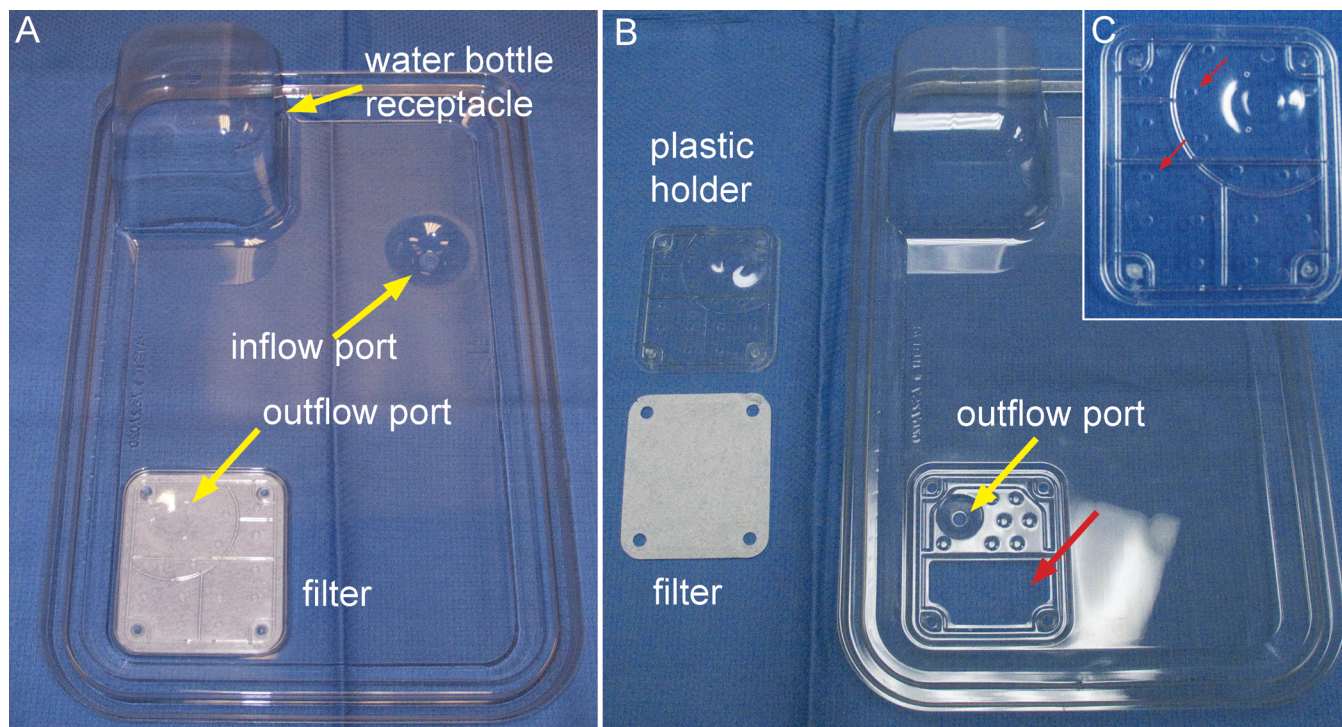 A
water bottle
receptacle
inflow port
outflow port
filter
B
plastic
holder
outflow port
filter
C